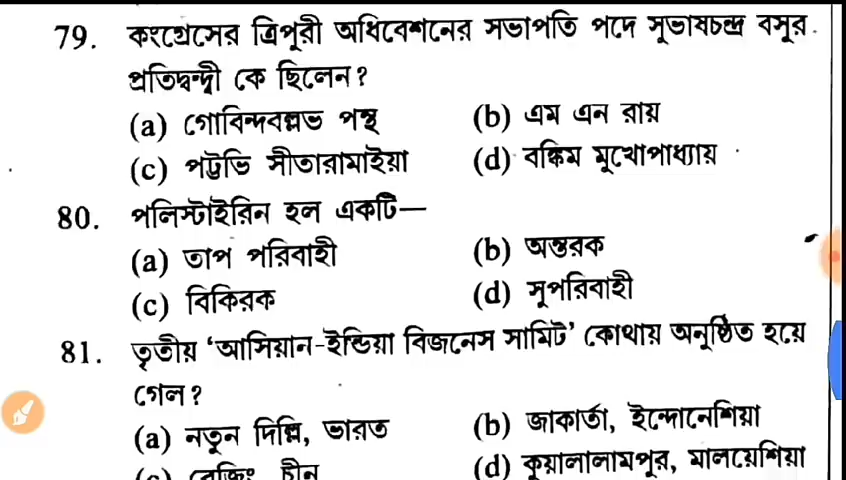 79. কংগ্রেসের ত্রিপুরী অধিবেশনের সভাপতি পদে সুভাষচন্দ্র বসুর
প্রতিদ্বন্দ্বী কে ছিলেন?
(a) গোবিন্দবল্লভ পন্থ (b) এম এন রায়
(c) পট্টভি সীতারামাইয়া (d) বঙ্কিম মুখোপাধ্যায়
80. পলিস্টাইরিন হল একটি—
(a) তাপ পরিবাহী (b) অন্তরক
(c) বিকিরক (d) সুপরিবাহী
81. তৃতীয় ‘আসিয়ান-ইন্ডিয়া বিজনেস সামিট’ কোথায় অনুষ্ঠিত হয়ে
গেল?
(a) নতুন দিল্লি, ভারত (b) জাকার্তা, ইন্দোনেশিয়া
(c) বেজিং, চীন (d) কুয়ালালামপুর, মালয়েশিয়া